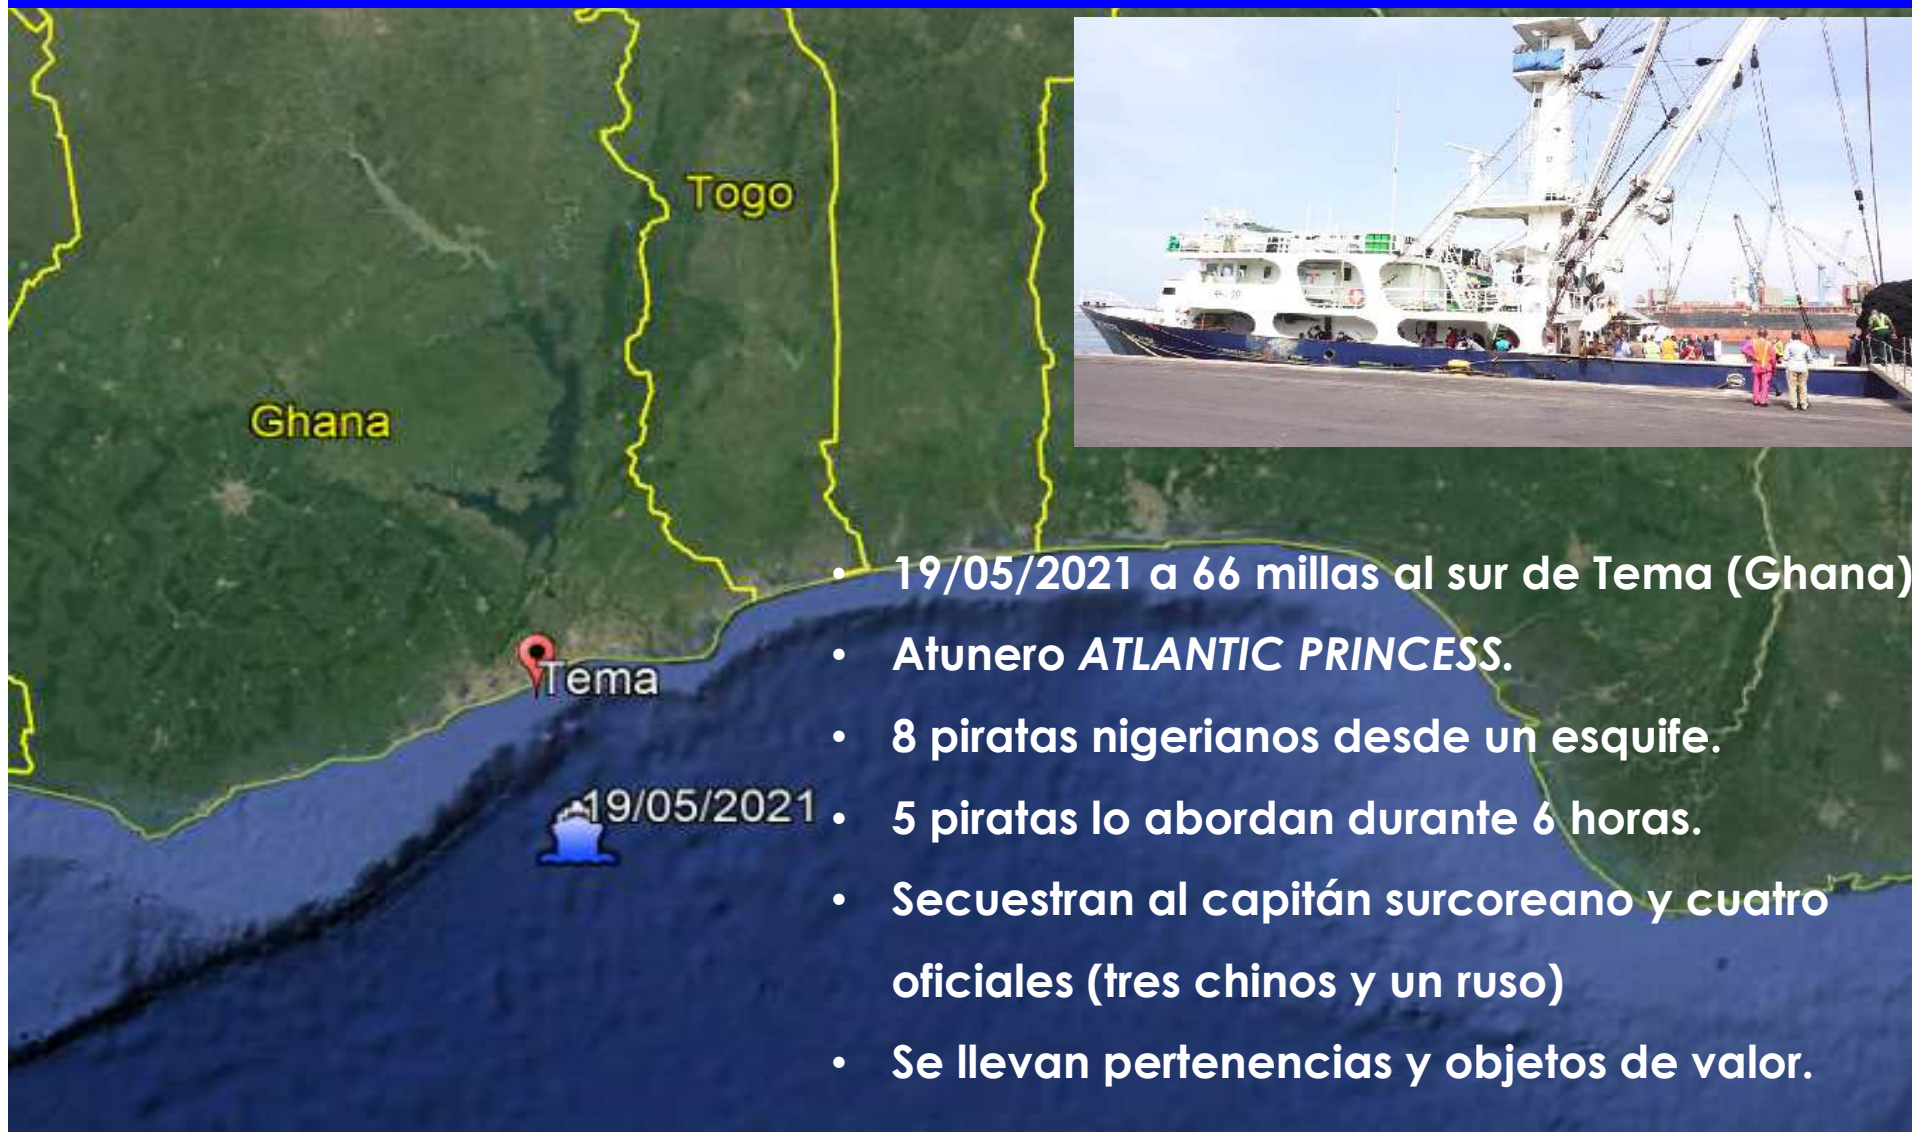 Togo
Ghana
Tema
19/05/2021
• 19/05/2021 a 66 millas al sur de Tema (Ghana)
• Atunero ATLANTIC PRINCESS.
• 8 piratas nigerianos desde un esquife.
• 5 piratas lo abordan durante 6 horas.
• Secuestran al capitán surcoreano y cuatro
oficiales (tres chinos y un ruso)
• Se llevan pertenencias y objetos de valor.